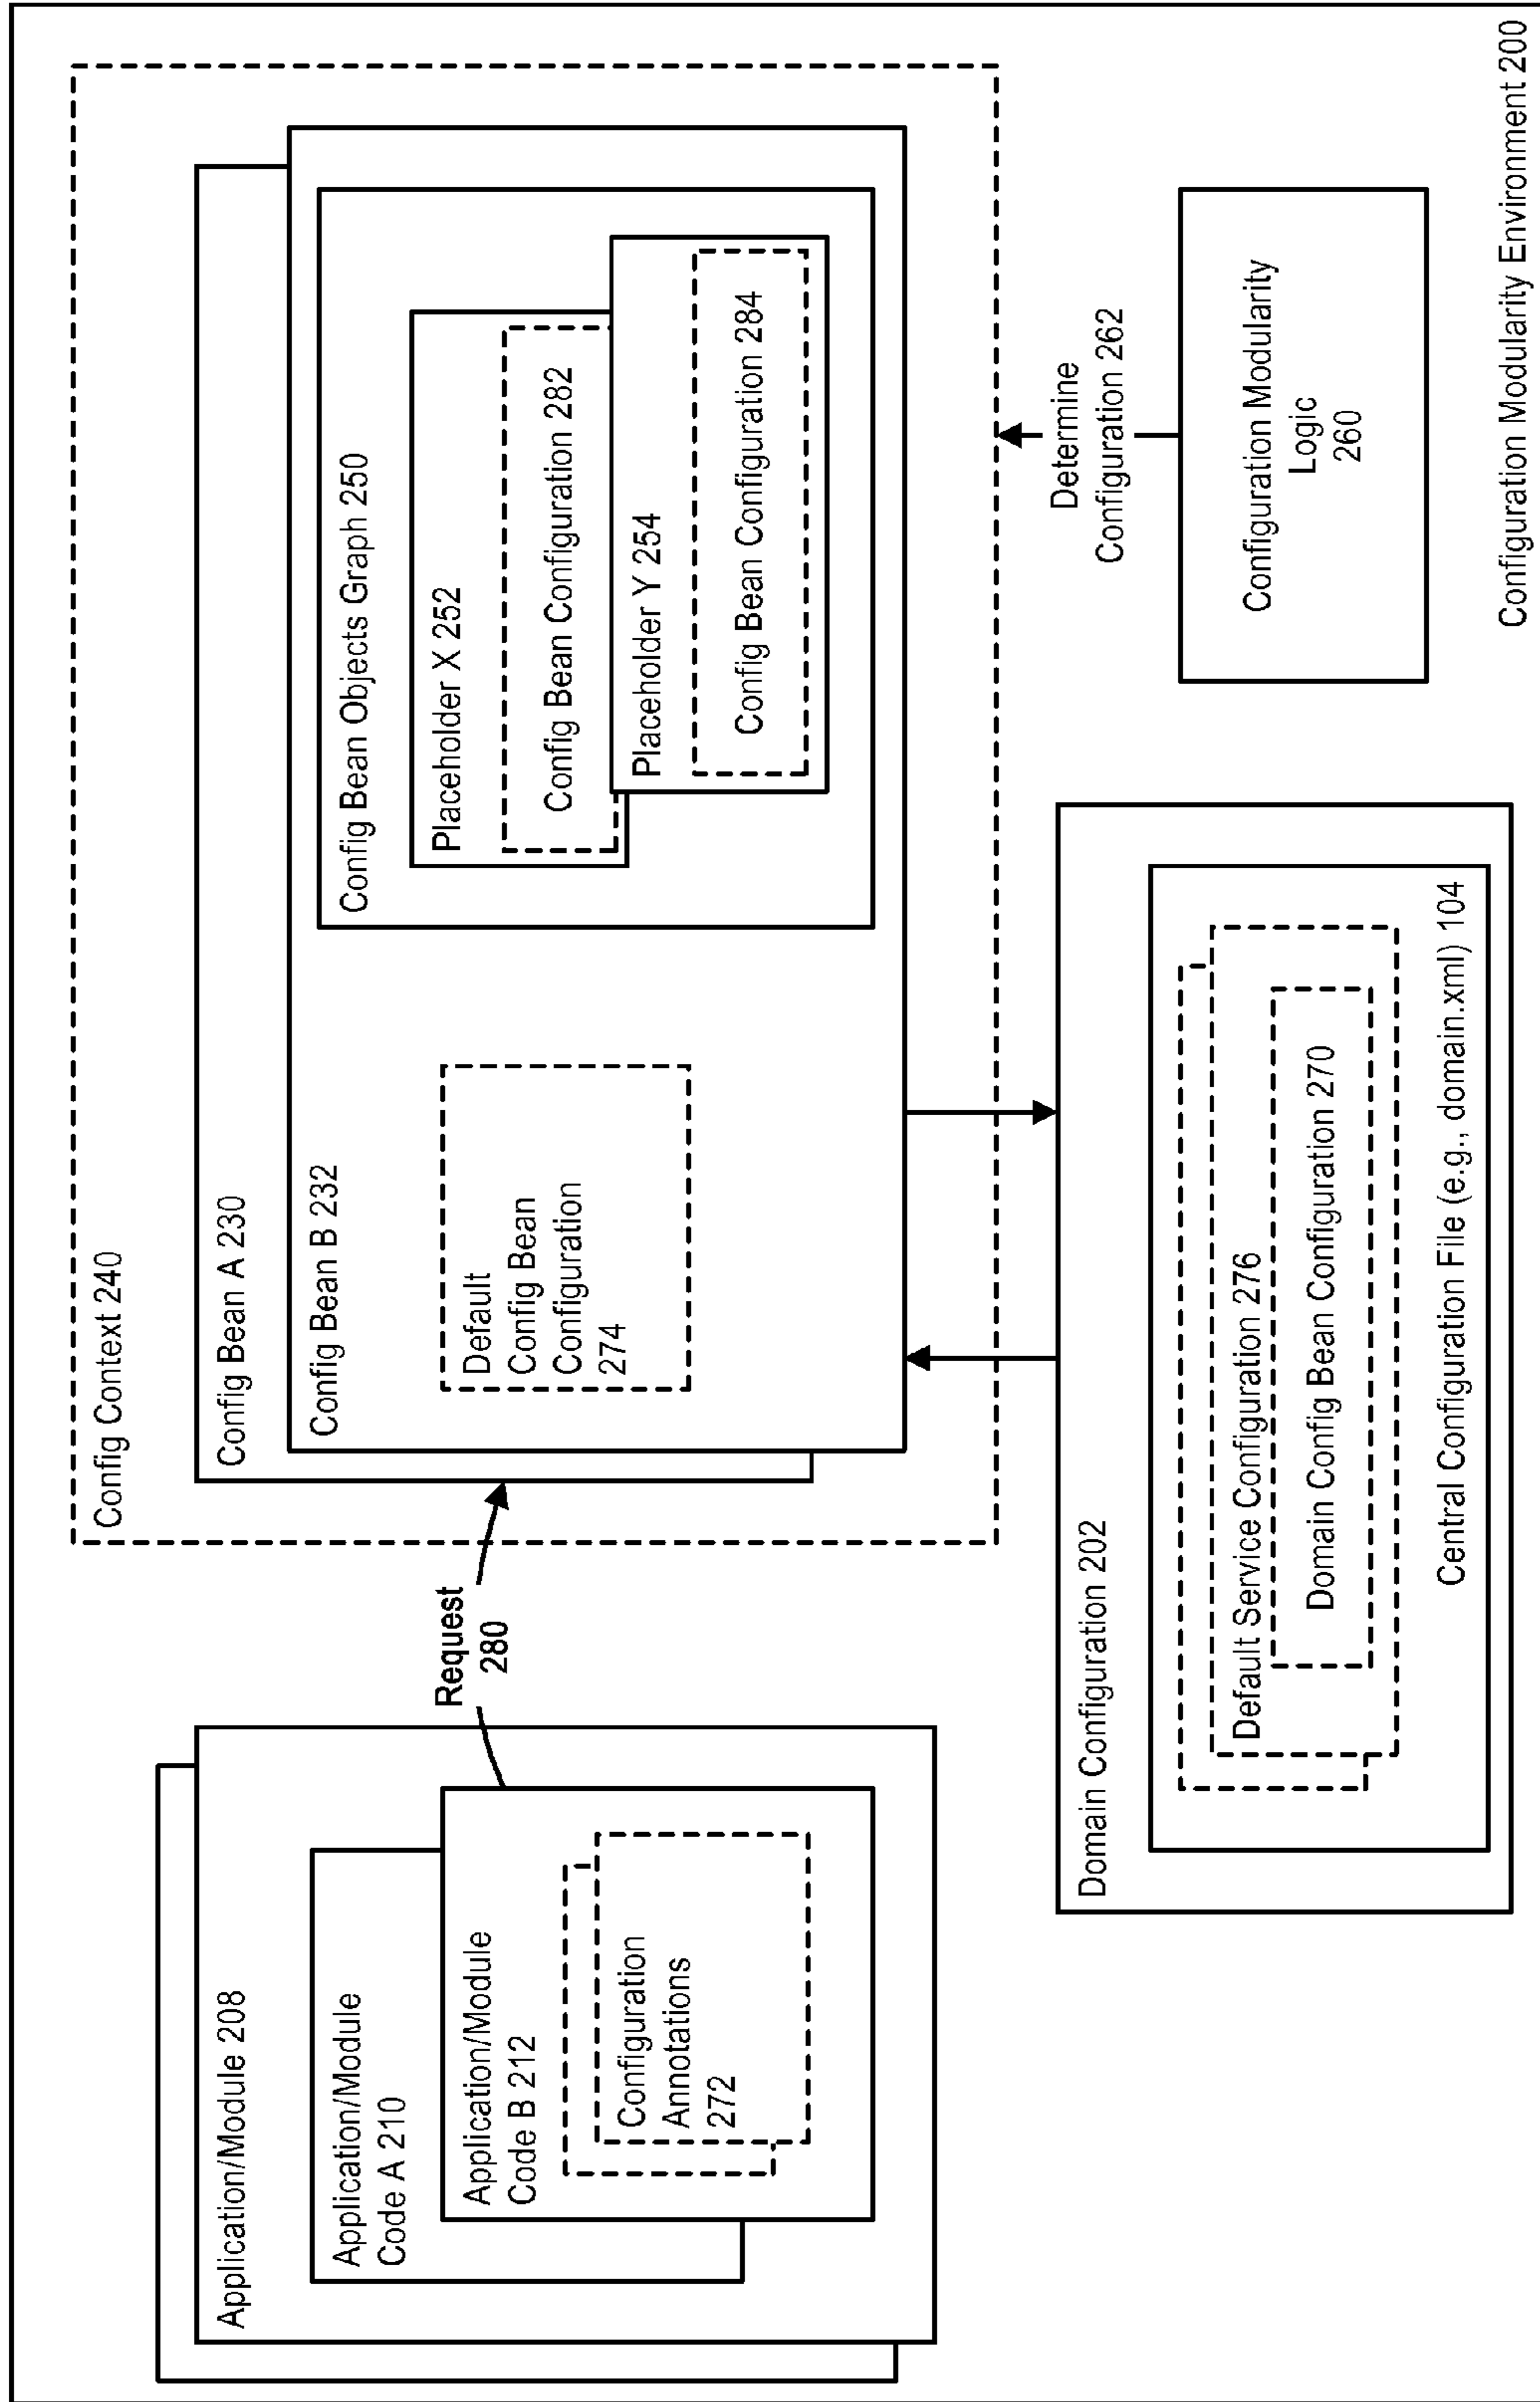 Application/Module 208
Application/Module
Code A 210
Application/Module
Code B 212
Configuration
Annotations
272
Request
280
Config Context 240
Config Bean A 230
Config Bean B 232
Default
Config Bean
Configuration
274
Config Bean Objects Graph 250
Placeholder X 252
Config Bean Configuration 282
Placeholder Y 254
Config Bean Configuration 284
Domain Configuration 202
Default Service Configuration 276
Domain Config Bean Configuration 270
Central Configuration File (e.g., domain.xml) 104
Determine
Configuration 262
Configuration Modularity
Logic
260
Configuration Modularity Environment 200